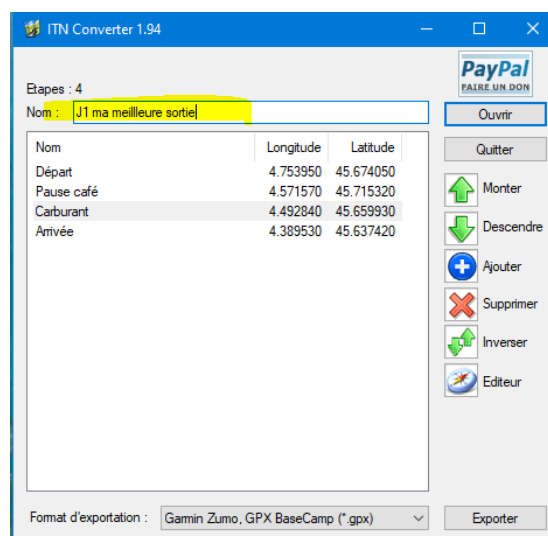 ITN Converter 1.94
PayPal
FAIRE UN DON
Etapes : 4
Nom : J1 ma meilleure sortie
Ouvrir
Quitter
Nom Longitude Latitude
Départ 4.753950 45.674050
Pause café 4.571570 45.715320
Carburant 4.492840 45.659930
Arrivée 4.389530 45.637420
Monter
Descendre
Ajouter
Supprimer
Inverser
Editeur
Format d'exportation : Garmin Zumo, GPX BaseCamp (*.gpx)
Exporter